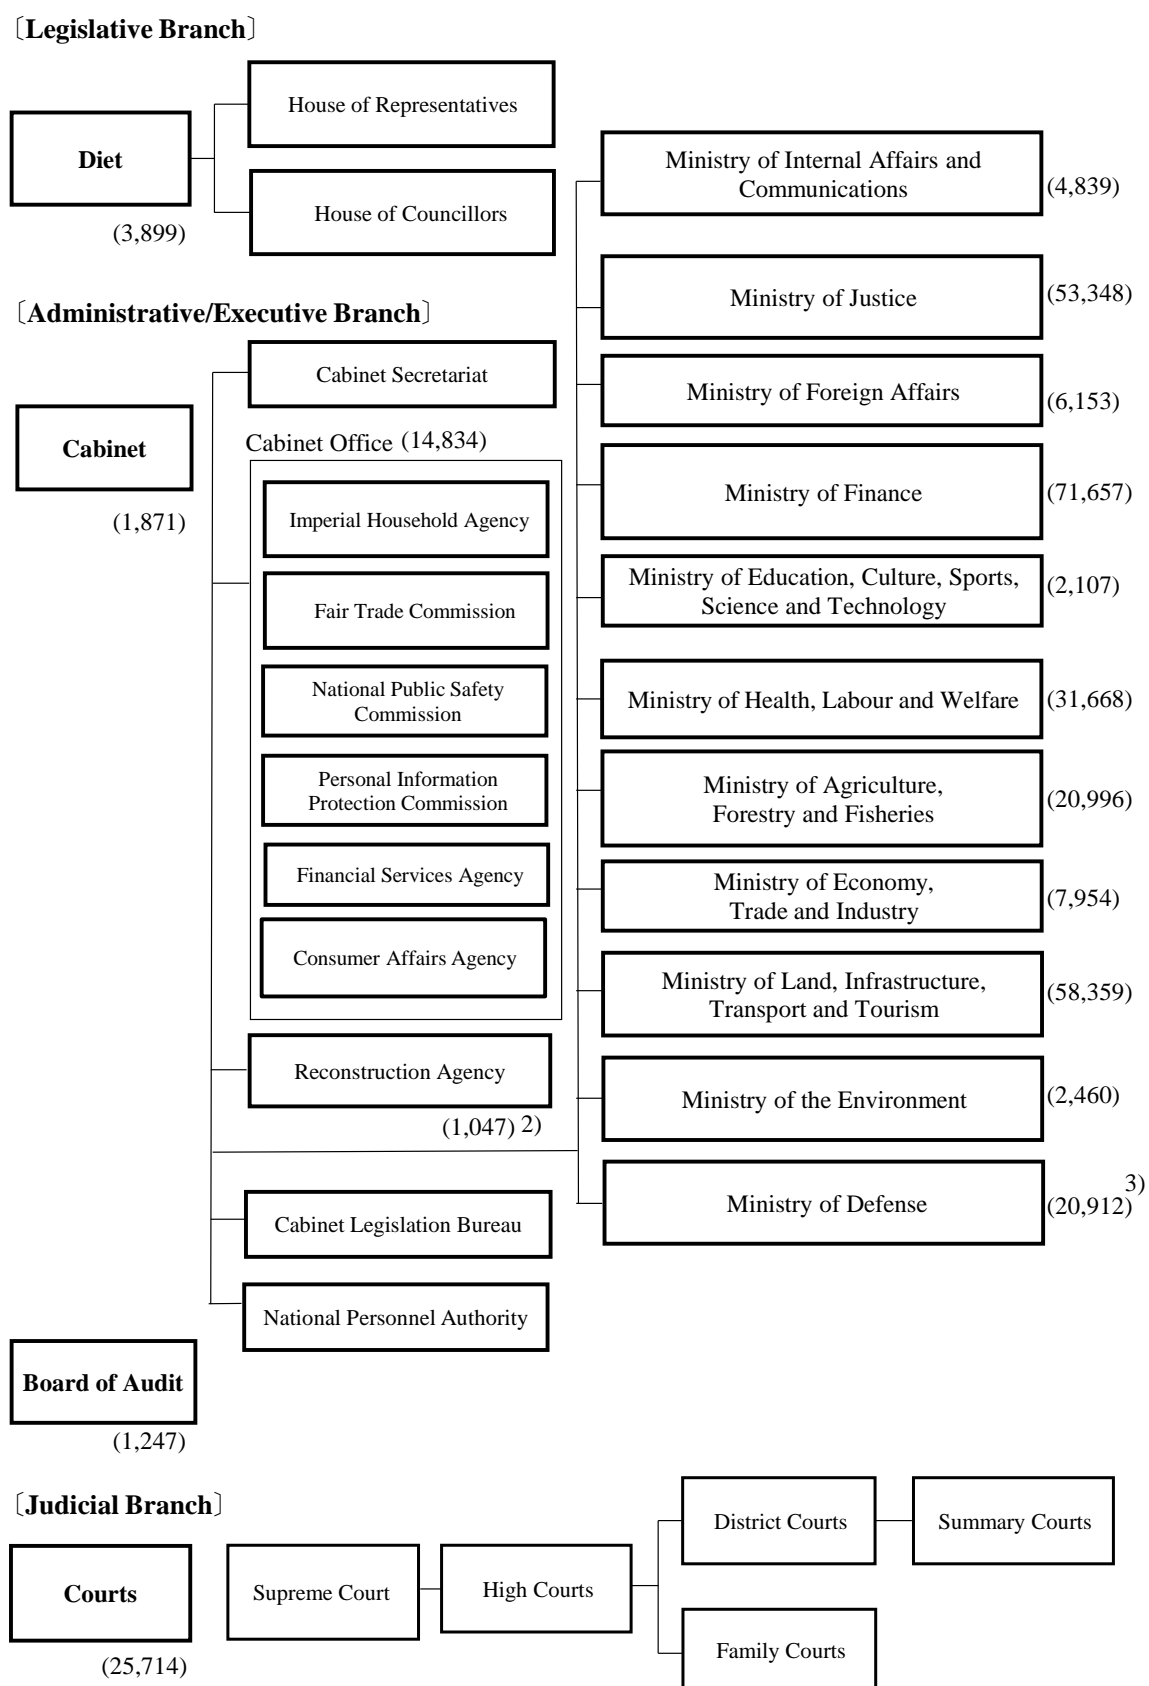 〔Legislative Branch〕
Diet
(3,899)
House of Representatives
House of Councillors
〔Administrative/Executive Branch〕
Cabinet
(1,871)
Cabinet Secretariat
Cabinet Office (14,834)
Imperial Household Agency
Fair Trade Commission
National Public Safety
Commission
Personal Information
Protection Commission
Financial Services Agency
Consumer Affairs Agency
Reconstruction Agency
(1,047) 2)
Cabinet Legislation Bureau
National Personnel Authority
Ministry of Internal Affairs and
Communications
(4,839)
Ministry of Justice
(53,348)
Ministry of Foreign Affairs
(6,153)
Ministry of Finance
(71,657)
Ministry of Education, Culture, Sports,
Science and Technology
(2,107)
Ministry of Health, Labour and Welfare
(31,668)
Ministry of Agriculture,
Forestry and Fisheries
(20,996)
Ministry of Economy,
Trade and Industry
(7,954)
Ministry of Land, Infrastructure,
Transport and Tourism
(58,359)
Ministry of the Environment
(2,460)
Ministry of Defense
(20,912) 3)
Board of Audit
(1,247)
〔Judicial Branch〕
Courts
(25,714)
Supreme Court
High Courts
District Courts
Summary Courts
Family Courts